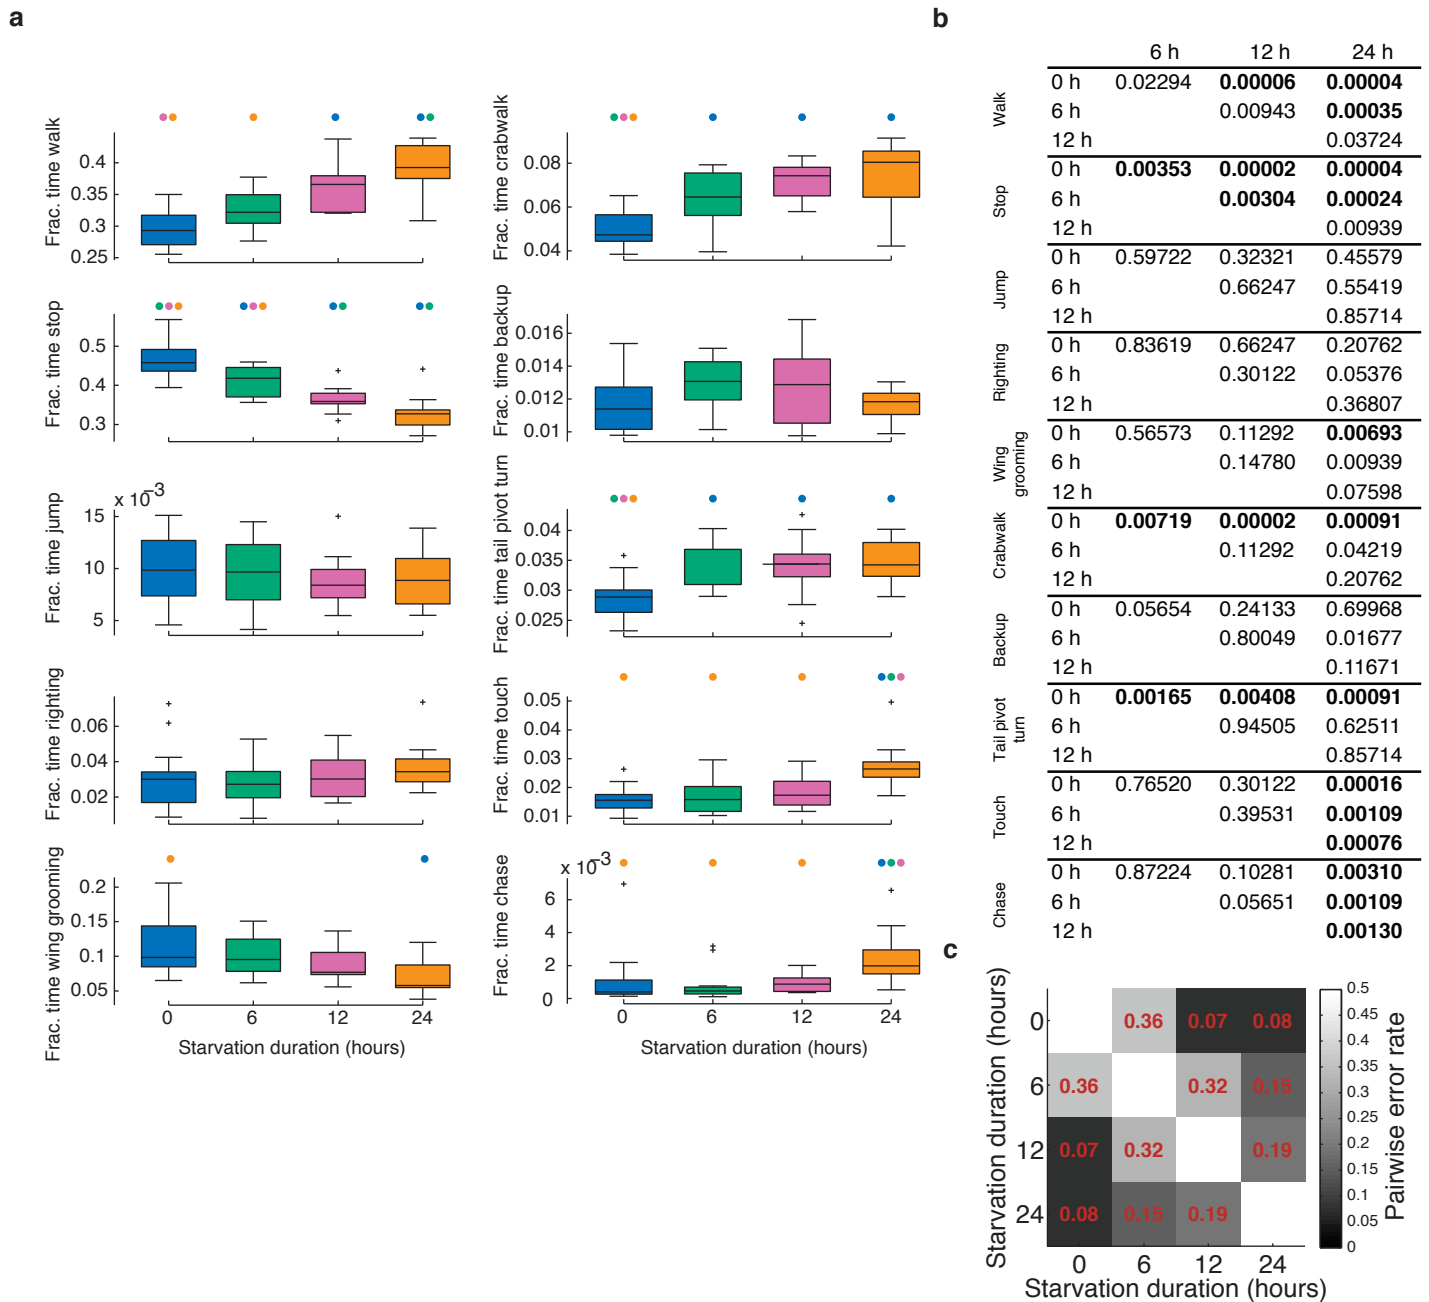 a
Frac. time walk
0.4
0.35
0.3
0.25
Frac. time crabwalk
0.08
0.06
0.04
Frac. time stop
0.5
0.4
0.3
Frac. time backup
0.016
0.014
0.012
0.01
Frac. time jump
x 10⁻³
15
10
5
Frac. time tail pivot turn
0.04
0.035
0.03
0.025
Frac. time righting
0.06
0.04
0.02
Frac. time touch
0.05
0.04
0.03
0.02
0.01
Frac. time wing grooming
0.2
0.15
0.1
0.05
0 6 12 24
Starvation duration (hours)
Frac. time chase
x 10⁻³
6
4
2
0
0 6 12 24
Starvation duration (hours)
b
6 h 12 h 24 h
Walk
0 h 0.02294 0.00006 0.00004
6 h 0.00943 0.00035
12 h 0.03724
Stop
0 h 0.00353 0.00002 0.00004
6 h 0.00304 0.00024
12 h 0.00939
Jump
0 h 0.59722 0.32321 0.45579
6 h 0.66247 0.55419
12 h 0.85714
Righting
0 h 0.83619 0.66247 0.20762
6 h 0.30122 0.05376
12 h 0.36807
Wing
grooming
0 h 0.56573 0.11292 0.00693
6 h 0.14780 0.00939
12 h 0.07598
Crabwalk
0 h 0.00719 0.00002 0.00091
6 h 0.11292 0.04219
12 h 0.20762
Backup
0 h 0.05654 0.24133 0.69968
6 h 0.80049 0.01677
12 h 0.11671
Tail pivot
turn
0 h 0.00165 0.00408 0.00091
6 h 0.94505 0.62511
12 h 0.85714
Touch
0 h 0.76520 0.30122 0.00016
6 h 0.39531 0.00109
12 h 0.00076
Chase
0 h 0.87224 0.10281 0.00310
6 h 0.05651 0.00109
12 h 0.00130
c
Starvation duration (hours)
0 0.36 0.07 0.08
6 0.36 0.32 0.15
12 0.07 0.32 0.19
24 0.08 0.15 0.19
0 6 12 24
Starvation duration (hours)
0.5
0.45
0.4
0.35
0.3
0.25
0.2
0.15
0.1
0.05
0
Pairwise error rate